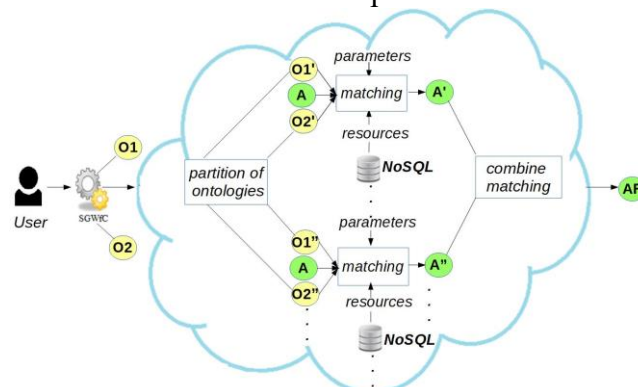 parameters
O1'
A
matching
A'
O2'
resources
NoSQL
O1
partition of
ontologies
combine
matching
User
SGWfC
AF
O2
parameters
O1”
A
matching
A”
O2”
resources
NoSQL